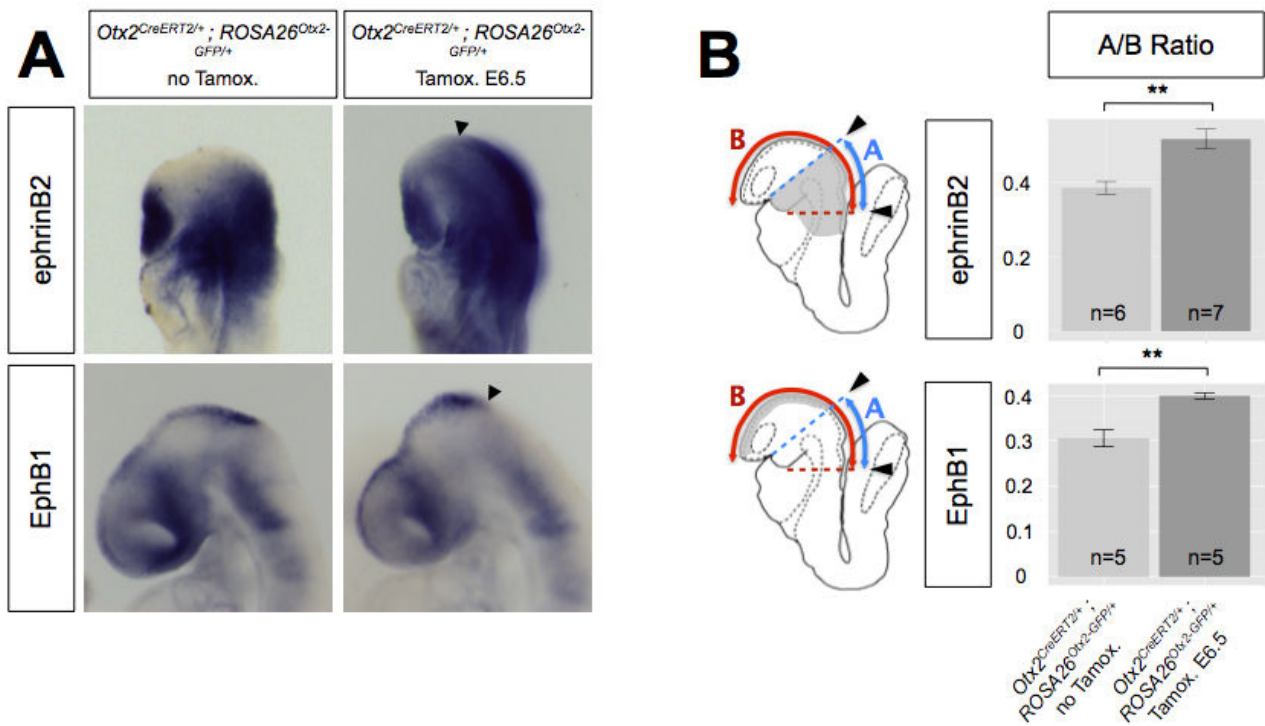 A
Otx2CreERT2/+ ; ROSA26Otx2-
GFP/+
no Tamox.
Otx2CreERT2/+ ; ROSA26Otx2-
GFP/+
Tamox. E6.5
ephrinB2
EphB1
B
A/B Ratio
B
A
ephrinB2
**
0.4
0.2
0
n=6
n=7
B
A
EphB1
**
0.4
0.3
0.2
0.1
0
n=5
n=5
Otx2CreERT2/+ ;
ROSA26Otx2-GFP/+
no Tamox.
Otx2CreERT2/+ ;
ROSA26Otx2-GFP/+
Tamox. E6.5